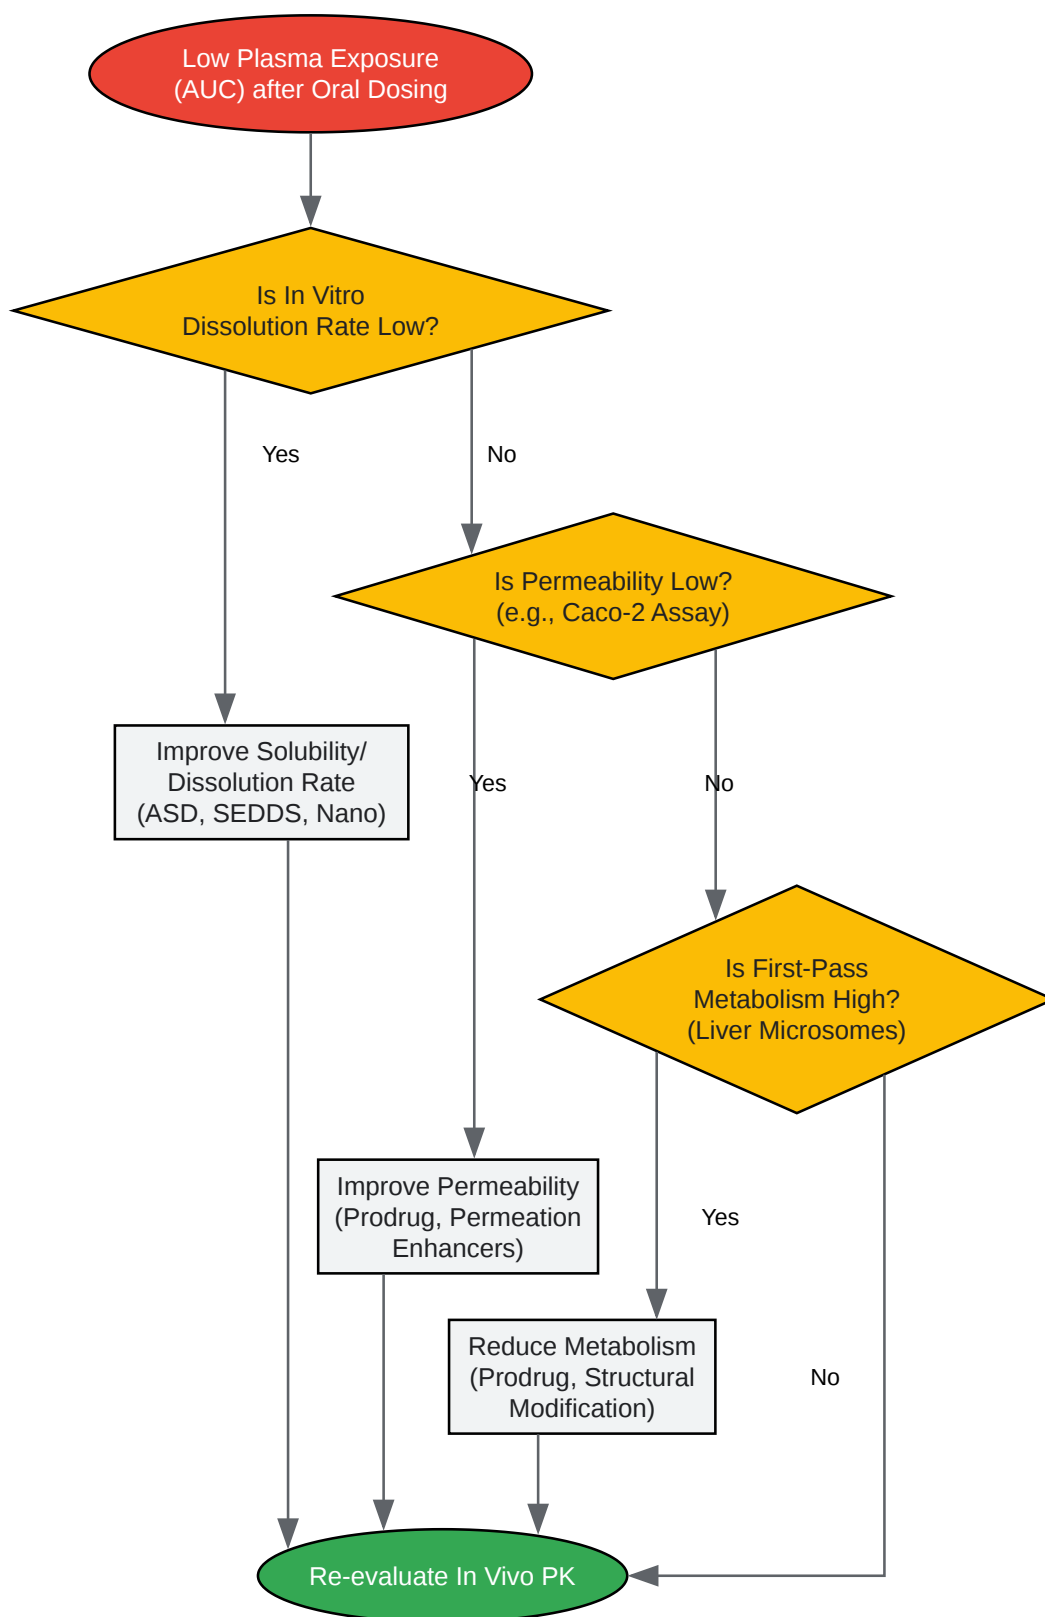 Low Plasma Exposure
(AUC) after Oral Dosing
Is In Vitro
Dissolution Rate Low?
Yes
No
Is Permeability Low?
(e.g., Caco-2 Assay)
Improve Solubility/
Dissolution Rate
(ASD, SEDDS, Nano)
Yes
No
Is First-Pass
Metabolism High?
(Liver Microsomes)
Improve Permeability
(Prodrug, Permeation
Enhancers)
Yes
Reduce Metabolism
(Prodrug, Structural
Modification)
No
Re-evaluate In Vivo PK